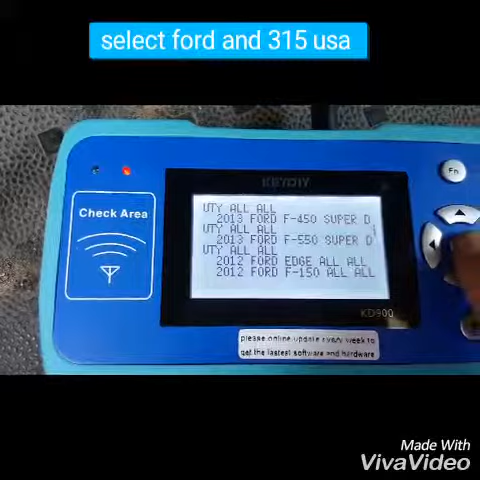 select ford and 315 usa
KEYDIY
Fn
Check Area
UTY ALL ALL
2013 FORD F-450 SUPER D
UTY ALL ALL
2013 FORD F-550 SUPER D
UTY ALL ALL
2012 FORD EDGE ALL ALL
2012 FORD F-150 ALL ALL
KD900
please online update every week to
get the lastest software and hardware
Made With
VivaVideo